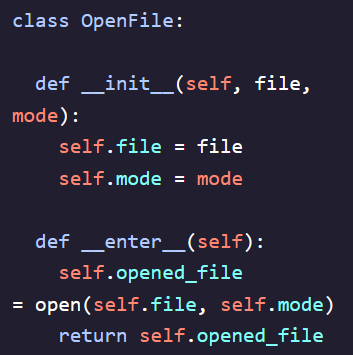 class OpenFile:

  def __init__(self, file,
mode):
    self.file = file
    self.mode = mode

  def __enter__(self):
    self.opened_file
= open(self.file, self.mode)
    return self.opened_file